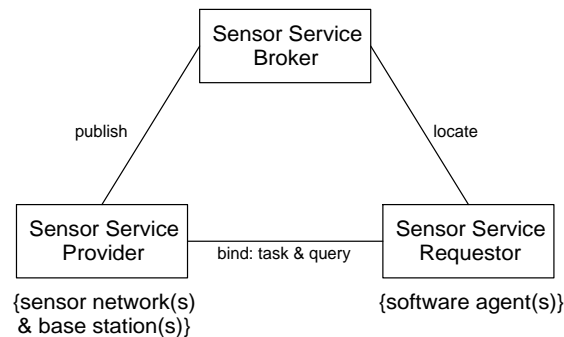 Sensor Service
Broker
publish
locate
Sensor Service
Provider
bind: task & query
Sensor Service
Requestor
{sensor network(s)
& base station(s)}
{software agent(s)}